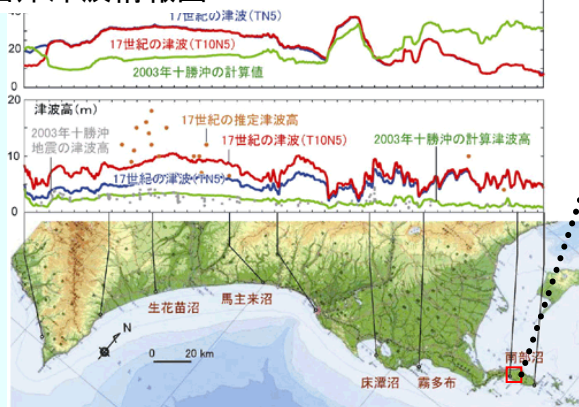 17世紀の津波(TN5)
17世紀の津波(T10N5)
2003年十勝沖の計算値
20
0
20
津波高(m)
17世紀の推定津波高
2003年十勝沖
地震の津波高
17世紀の津波(T10N5)
2003年十勝沖の計算津波高
10
17世紀の津波(TN5)
0
生花苗沼
馬主来沼
N
0 20 km
床潭沼
霧多布
南部沼